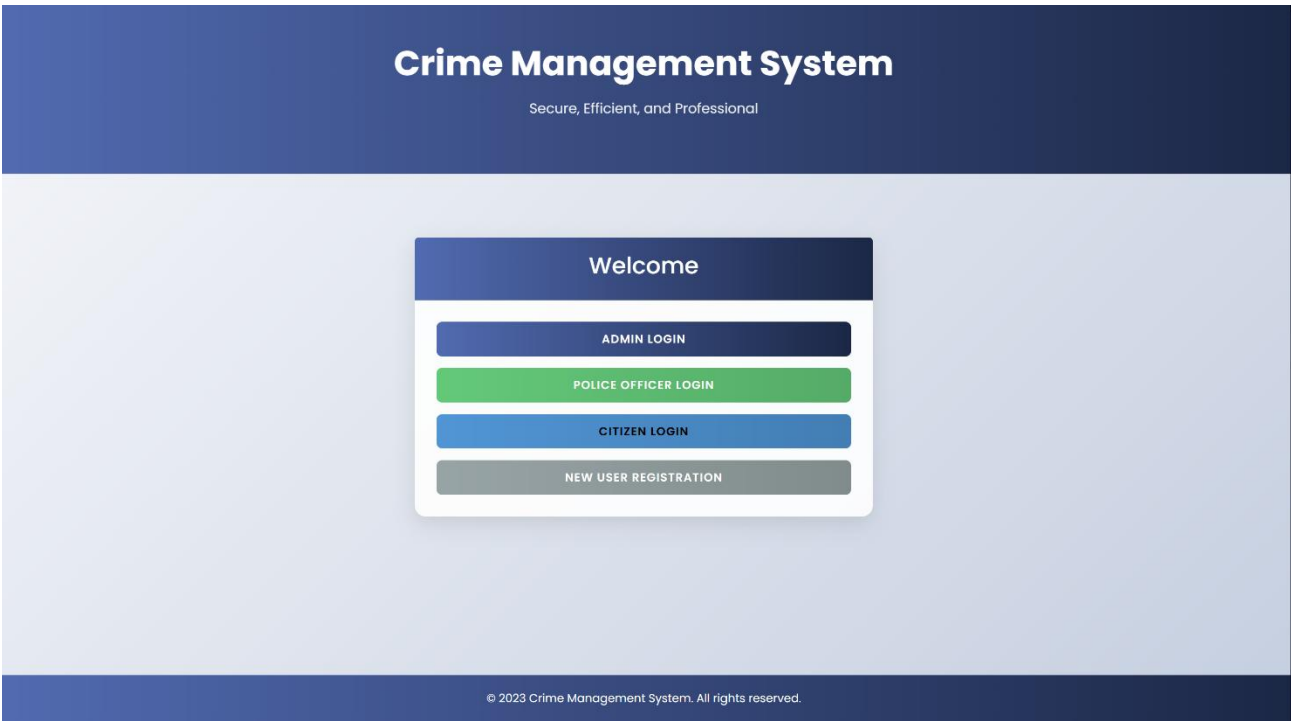 Crime Management System
Secure, Efficient, and Professional
Welcome
ADMIN LOGIN
POLICE OFFICER LOGIN
CITIZEN LOGIN
NEW USER REGISTRATION
© 2023 Crime Management System. All rights reserved.